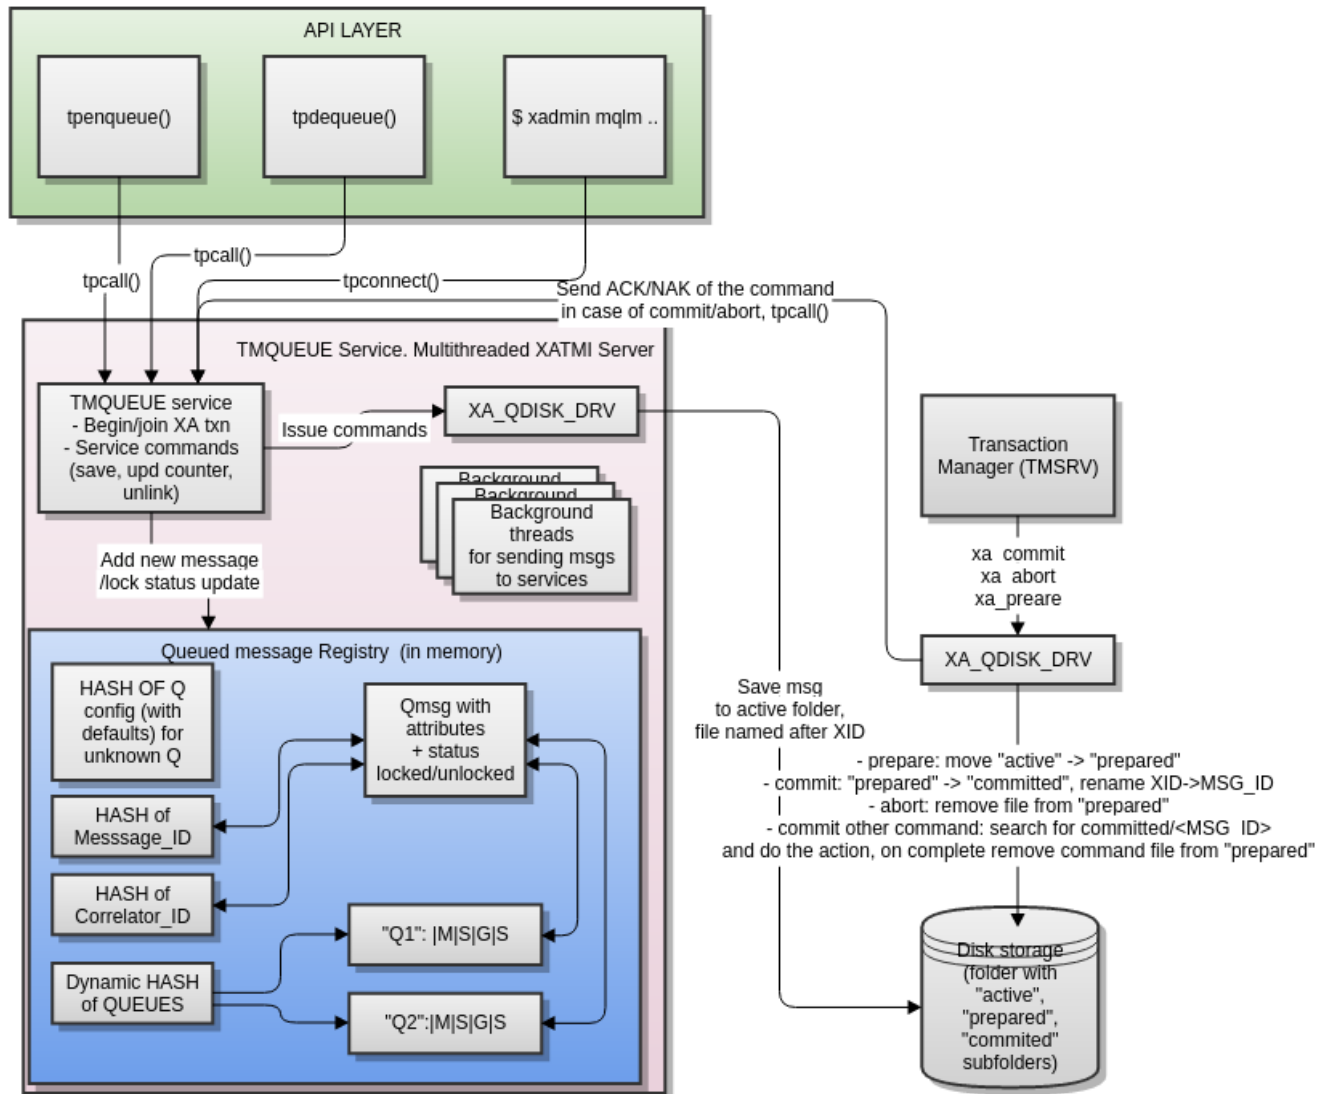 API LAYER
tpenqueue()
tpdequeue()
$ xadmin mqlm ..
tpcall()
tpcall()
tpconnect()
Send ACK/NAK of the command
in case of commit/abort, tpcall()
TMQUEUE Service. Multithreaded XATMI Server
TMQUEUE service
- Begin/join XA txn
- Service commands
(save, upd counter,
unlink)
Issue commands
XA_QDISK_DRV
Background
Background
Background
threads
for sending msgs
to services
Add new message
/lock status update
Transaction
Manager (TMSRV)
xa commit
xa abort
xa_preare
XA_QDISK_DRV
Queued message Registry (in memory)
HASH OF Q
config (with
defaults) for
unknown Q
Qmsg with
attributes
+ status
locked/unlocked
HASH of
Messsage_ID
HASH of
Correlator_ID
Dynamic HASH
of QUEUES
"Q1": |M|S|G|S
"Q2":|M|S|G|S
Save msg
to active folder,
file named after XID
- prepare: move "active" -> "prepared"
- commit: "prepared" -> "committed", rename XID->MSG_ID
- abort: remove file from "prepared"
- commit other command: search for committed/<MSG ID>
and do the action, on complete remove command file from "prepared"
Disk storage
(folder with
"active",
"prepared",
"commited"
subfolders)